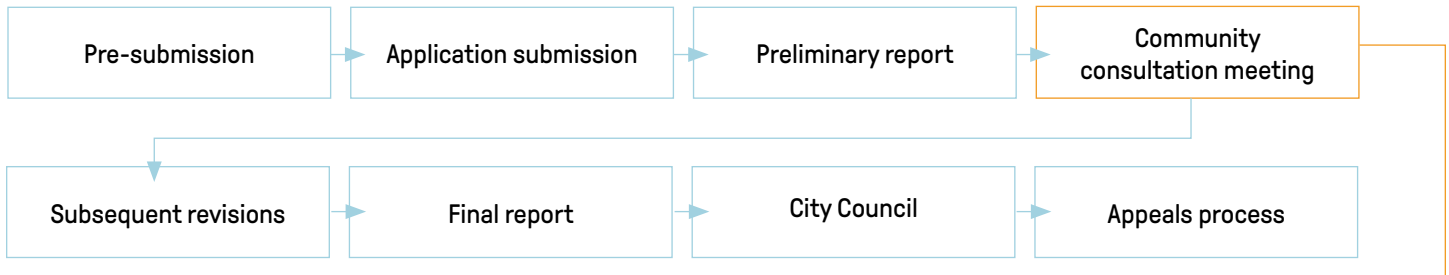 Pre-submission
Application submission
Preliminary report
Community
consultation meeting
Subsequent revisions
Final report
City Council
Appeals process